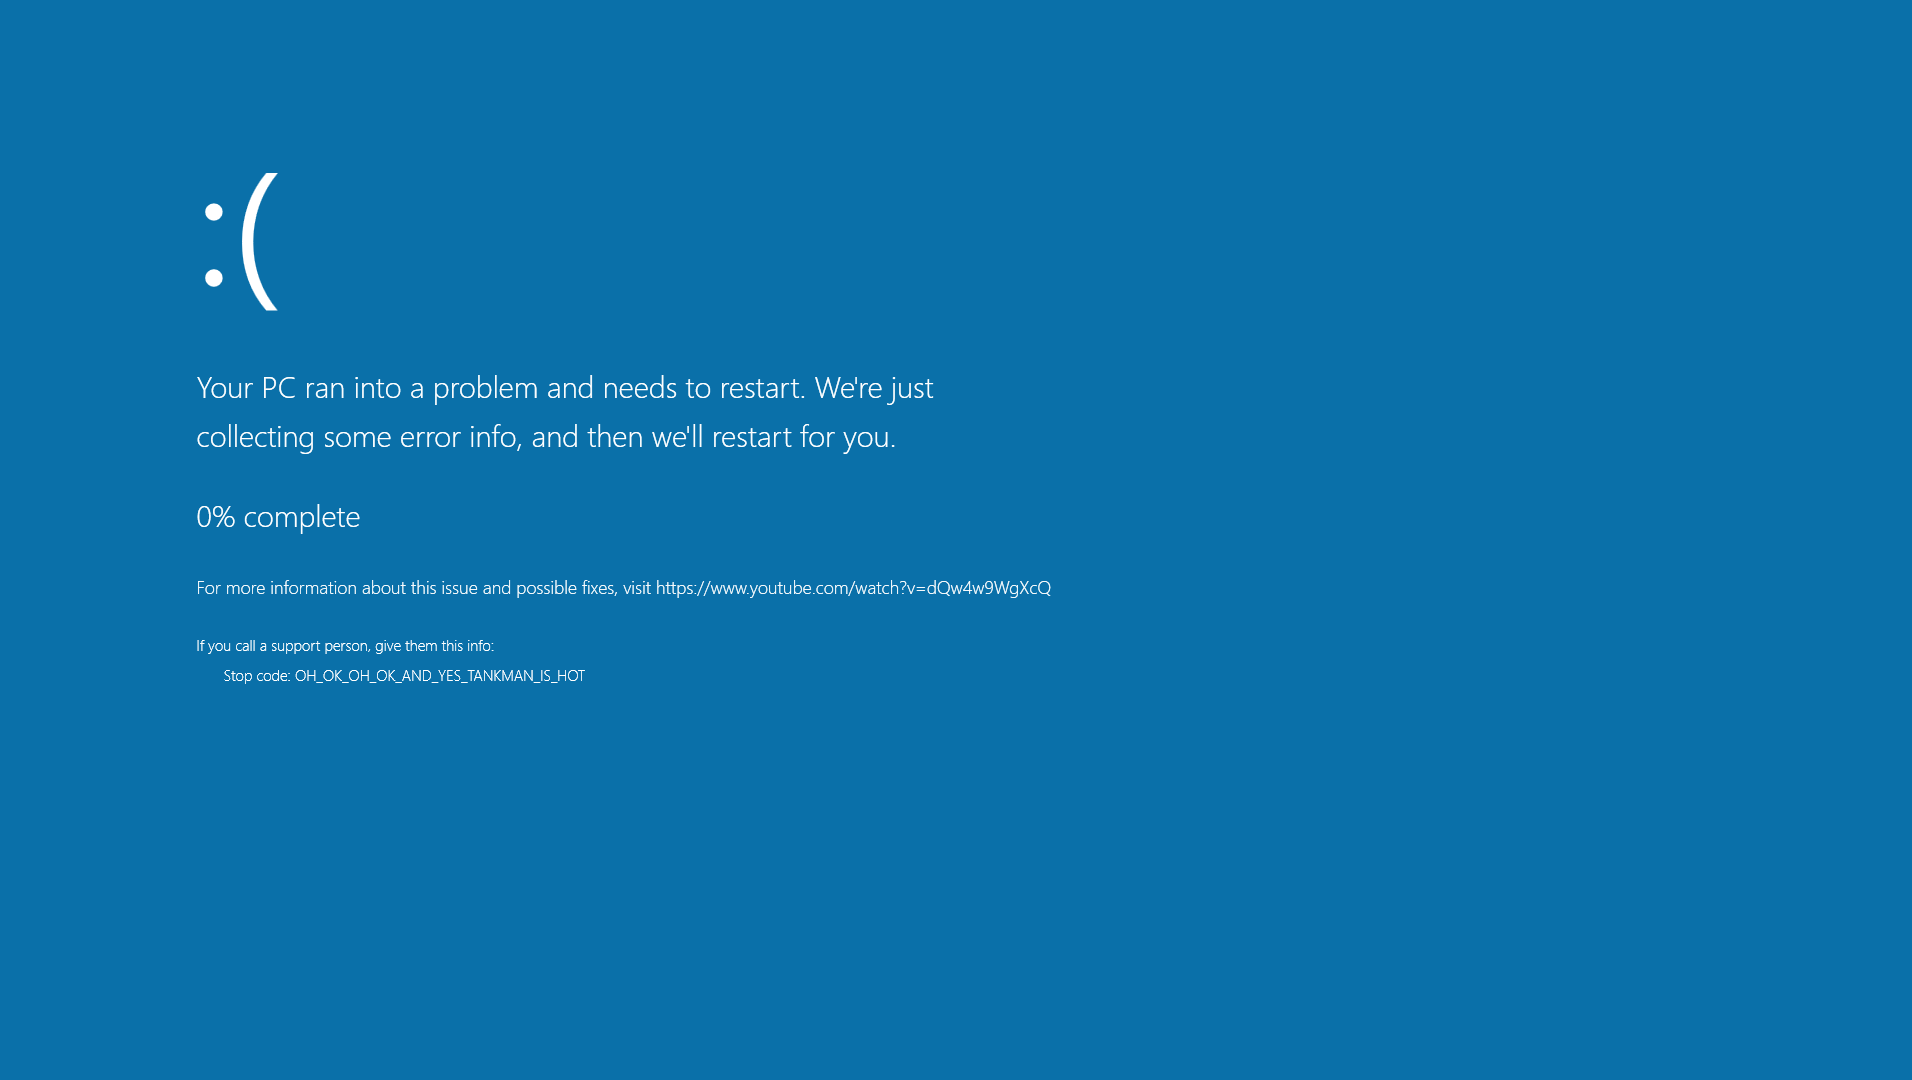 :(
Your PC ran into a problem and needs to restart. We're just
collecting some error info, and then we'll restart for you.
0% complete
For more information about this issue and possible fixes, visit https://www.youtube.com/watch?v=dQw4w9WgXcQ
If you call a support person, give them this info:
Stop code: OH_OK_OH_OK_AND_YES_TANKMAN_IS_HOT